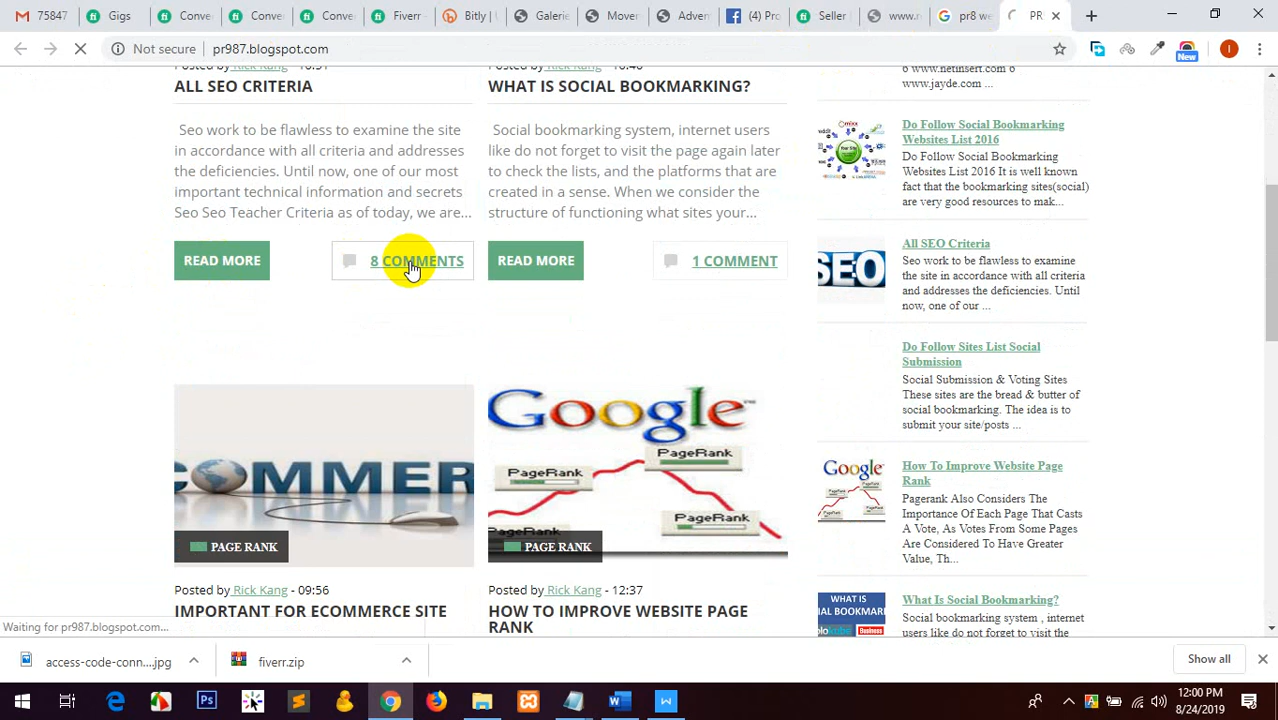 75847
Gigs
Conve
Conve
Conve
Fiverr
Bitly | L
Galerie
Mover
Adven
(4) Pro
Seller
www.n
pr8 we
PR
Not secure | pr987.blogspot.com
New
I
Posted by Rick Kang - 10:51
ALL SEO CRITERIA
Seo work to be flawless to examine the site
in accordance with all criteria and addresses
the deficiencies. Until now, one of our most
important technical information and secrets
Seo Seo Teacher Criteria as of today, we are...
READ MORE
8 COMMENTS
Posted by Rick Kang - 10:46
WHAT IS SOCIAL BOOKMARKING?
Social bookmarking system, internet users
like do not forget to visit the page again later
to check the lists, and the platforms that are
created in a sense. When we consider the
structure of functioning what sites your...
READ MORE
1 COMMENT
COMMER
PAGE RANK
Posted by Rick Kang - 09:56
IMPORTANT FOR ECOMMERCE SITE
Google
PageRank
PageRank
PageRank
PageRank
PAGE RANK
Posted by Rick Kang - 12:37
HOW TO IMPROVE WEBSITE PAGE
RANK
6 www.netinsert.com 6
www.jayde.com ...
Do Follow Social Bookmarking
Websites List 2016
Do Follow Social Bookmarking
Websites List 2016 It is well known
fact that the bookmarking sites(social)
are very good resources to mak...
SEO
All SEO Criteria
Seo work to be flawless to examine the
site in accordance with all criteria
and addresses the deficiencies. Until
now, one of our ...
Do Follow Sites List Social
Submission
Social Submission & Voting Sites
These sites are the bread & butter of
social bookmarking. The idea is to
submit your site/posts ...
Google
How To Improve Website Page
Rank
Pagerank Also Considers The
Importance Of Each Page That Casts
A Vote, As Votes From Some Pages
Are Considered To Have Greater
Value, Th...
WHAT IS
IAL BOOKMAR
Business
What Is Social Bookmarking?
Social bookmarking system , internet
users like do not forget to visit the
Waiting for pr987.blogspot.com...
access-code-conn....jpg
fiverr.zip
Show all
12:00 PM
8/24/2019